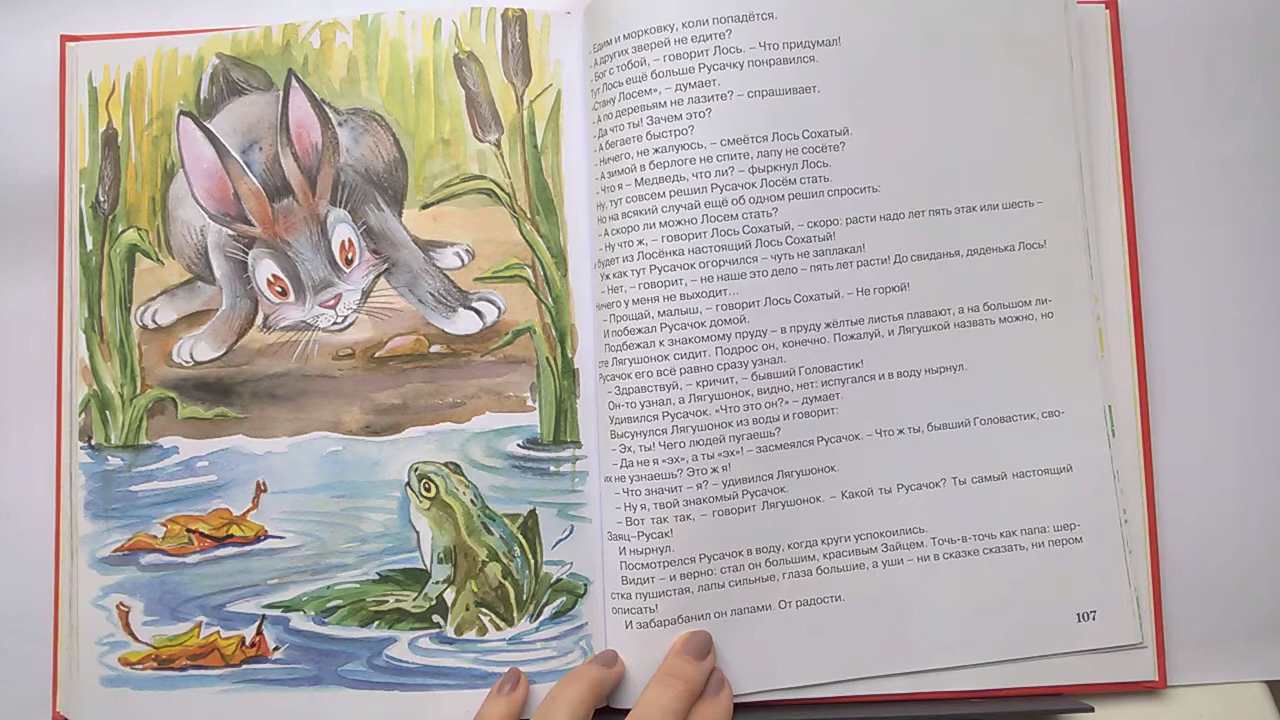 - Едим и морковку, коли попадётся.
- А других зверей не едите?
- Бог с тобой, – говорит Лось. – Что придумал!
Тут Лось ещё больше Русачку понравился.
«Стану Лосем», – думает.
- А по деревьям не лазите? – спрашивает.
- Да что ты! Зачем это?
- А бегаете быстро?
- Ничего, не жалуюсь, – смеётся Лось Сохатый.
- А зимой в берлоге не спите, лапу не сосёте?
- Что я – Медведь, что ли? – фыркнул Лось.
Ну, тут совсем решил Русачок Лосём стать.
Но на всякий случай ещё об одном решил спросить:
- А скоро ли можно Лосем стать?
- Ну что ж, – говорит Лось Сохатый, – скоро: расти надо лет пять этак или шесть –
и будет из Лосёнка настоящий Лось Сохатый!
Уж как тут Русачок огорчился – чуть не заплакал!
- Нет, – говорит, – не наше это дело – пять лет расти! До свиданья, дяденька Лось!
Ничего у меня не выходит...
- Прощай, малыш, – говорит Лось Сохатый. – Не горюй!
И побежал Русачок домой.
Подбежал к знакомому пруду – в пруду жёлтые листья плавают, а на большом ли-
сте Лягушонок сидит. Подрос он, конечно. Пожалуй, и Лягушкой назвать можно, но
Русачок его всё равно сразу узнал.
- Здравствуй, – кричит, – бывший Головастик!
Он-то узнал, а Лягушонок, видно, нет: испугался и в воду нырнул.
Удивился Русачок. «Что это он?» – думает.
Высунулся Лягушонок из воды и говорит:
- Эх, ты! Чего людей пугаешь?
- Да не я «эх», а ты «эх»! – засмеялся Русачок. – Что ж ты, бывший Головастик, сво-
их не узнаешь? Это ж я!
- Что значит – я? – удивился Лягушонок.
- Ну я, твой знакомый Русачок.
- Вот так так, – говорит Лягушонок. – Какой ты Русачок? Ты самый настоящий
Заяц–Русак!
И нырнул.
Посмотрелся Русачок в воду, когда круги успокоились.
Видит – и верно: стал он большим, красивым Зайцем. Точь-в-точь как папа: шер-
стка пушистая, лапы сильные, глаза большие, а уши – ни в сказке сказать, ни пером
описать!
И забарабанил он лапами. От радости.
107